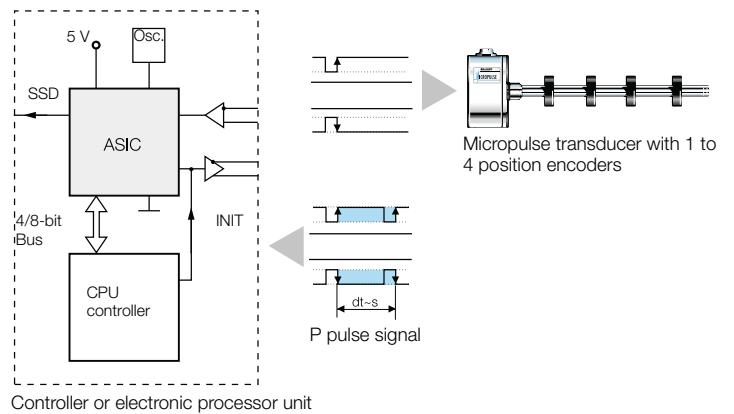 5 V
Osc.
SSD
ASIC
4/8-bit
Bus
INIT
CPU
controller
Controller or electronic processor unit
dt~s
P pulse signal
MICROPULSE
Micropulse transducer with 1 to
4 position encoders